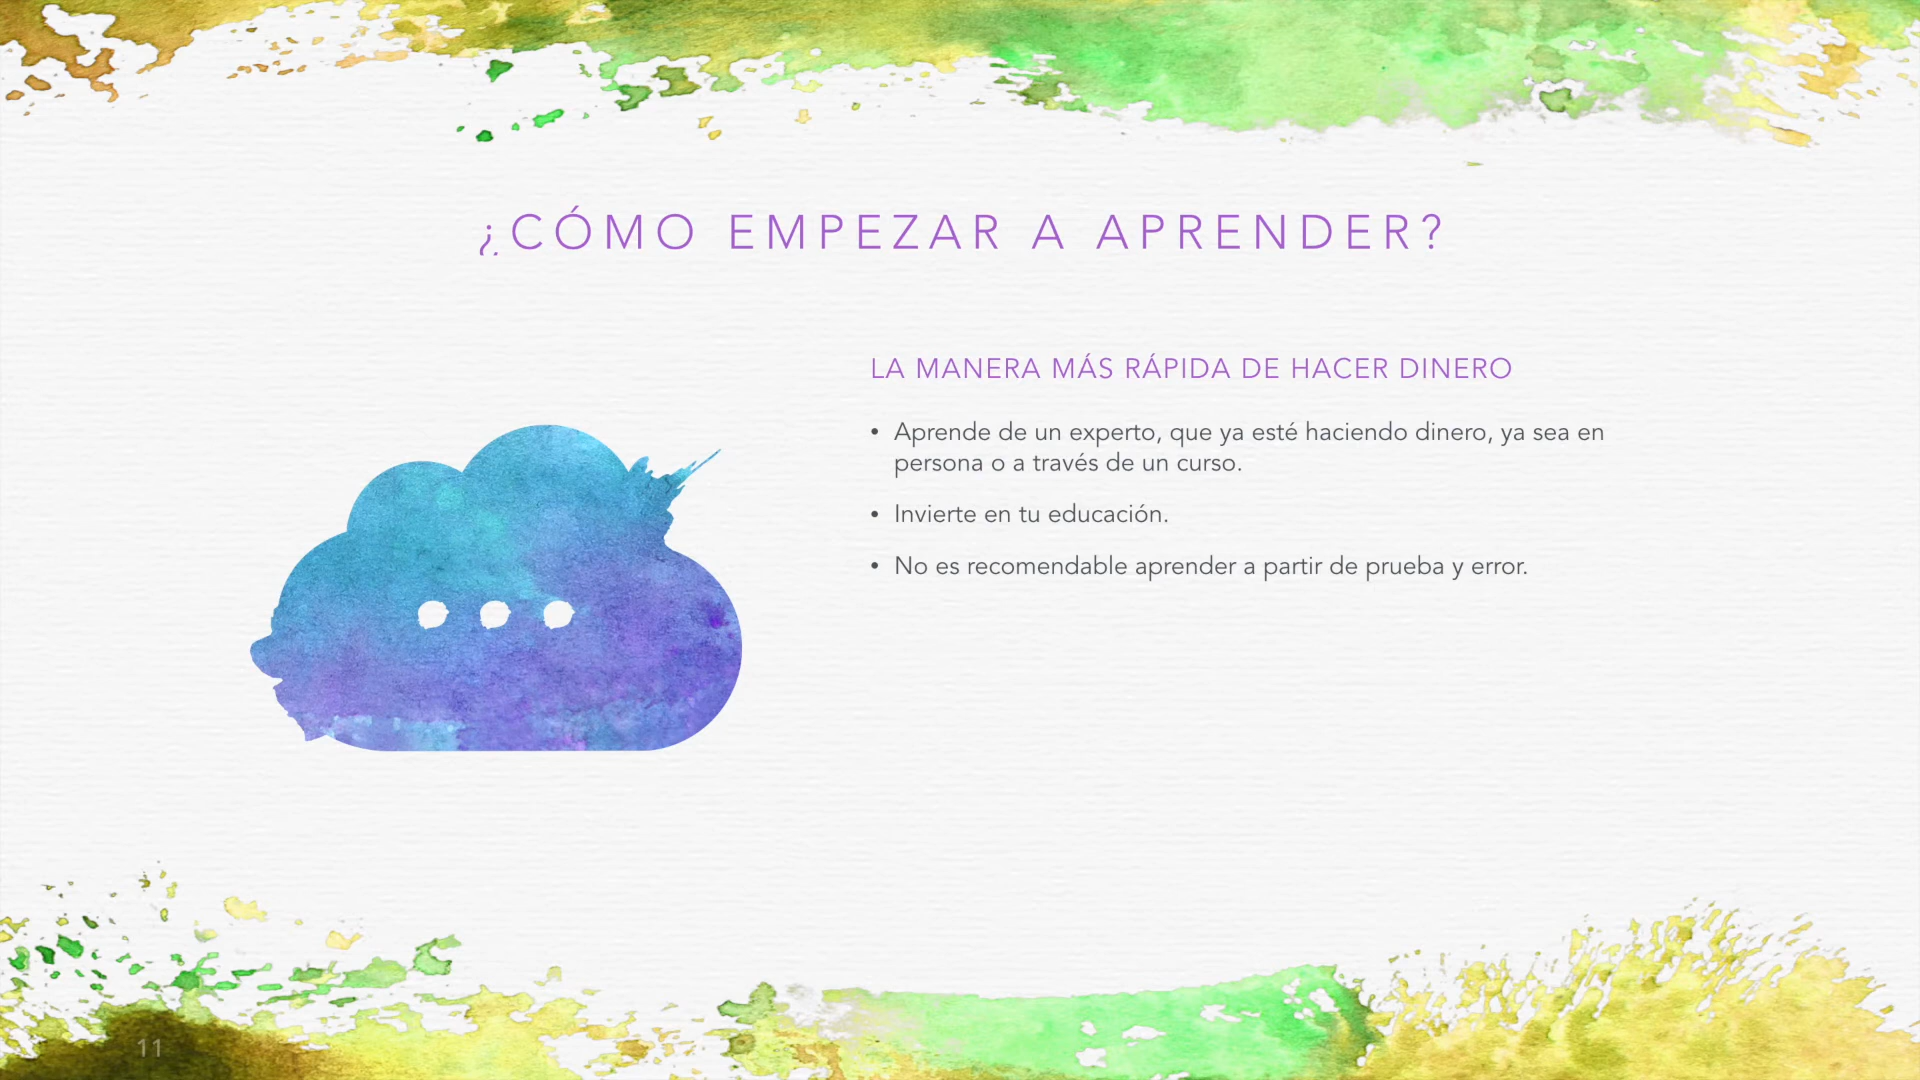 ¿CÓMO EMPEZAR A APRENDER?
LA MANERA MÁS RÁPIDA DE HACER DINERO
• Aprende de un experto, que ya esté haciendo dinero, ya sea en
persona o a través de un curso.
• Invierte en tu educación.
• No es recomendable aprender a partir de prueba y error.
11